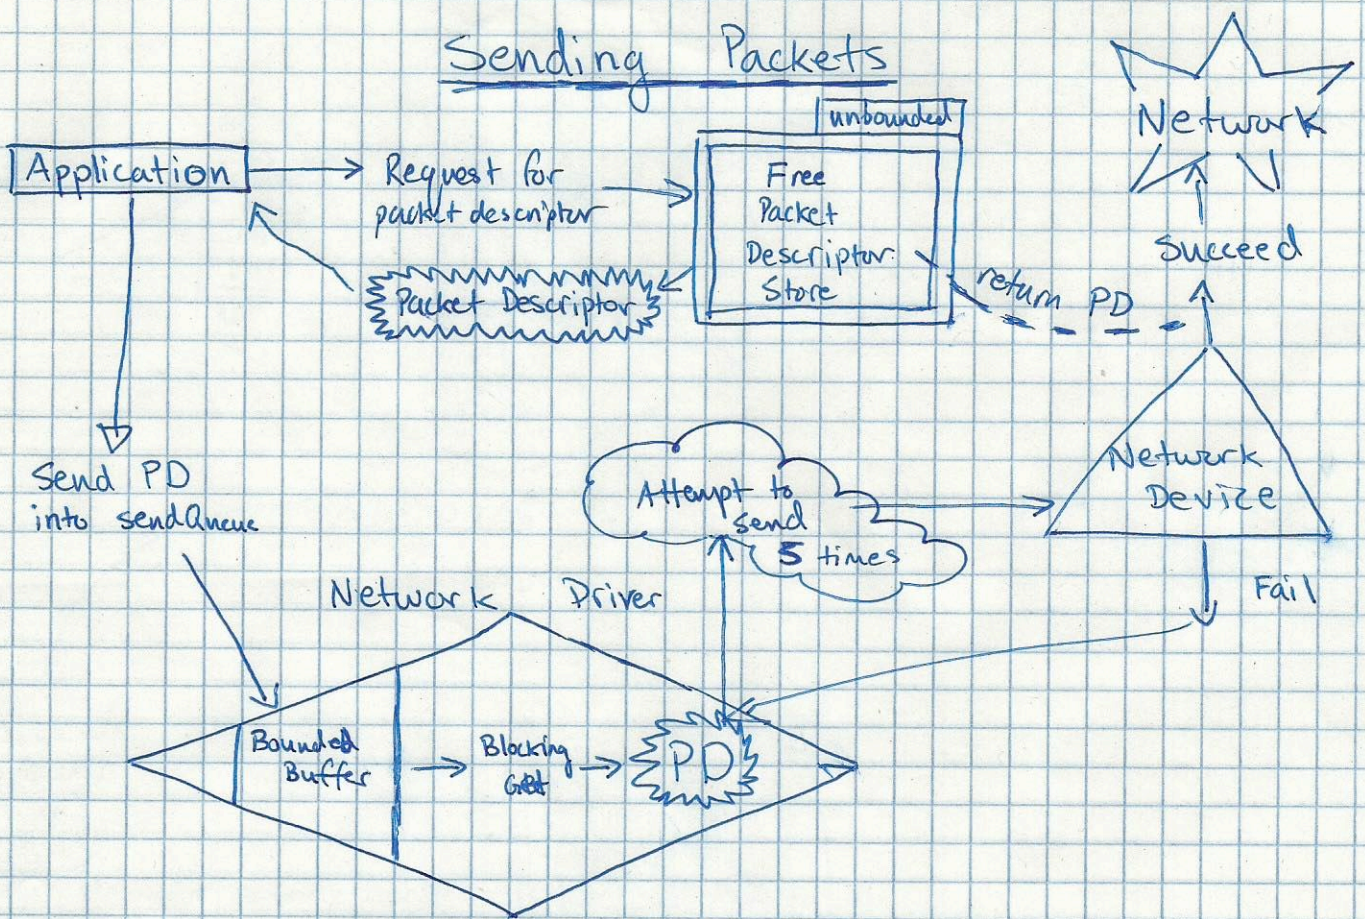 Sending Packets
unbounded
Network
Application
Request for
packet descriptor
Free
Packet
Descriptor
Store
Packet Descriptor
return PD
Succeed
Send PD
into sendQueue
Attempt to
send
5 times
Network
Device
Fail
Network Driver
Bounded
Buffer
Blocking
Get
PD